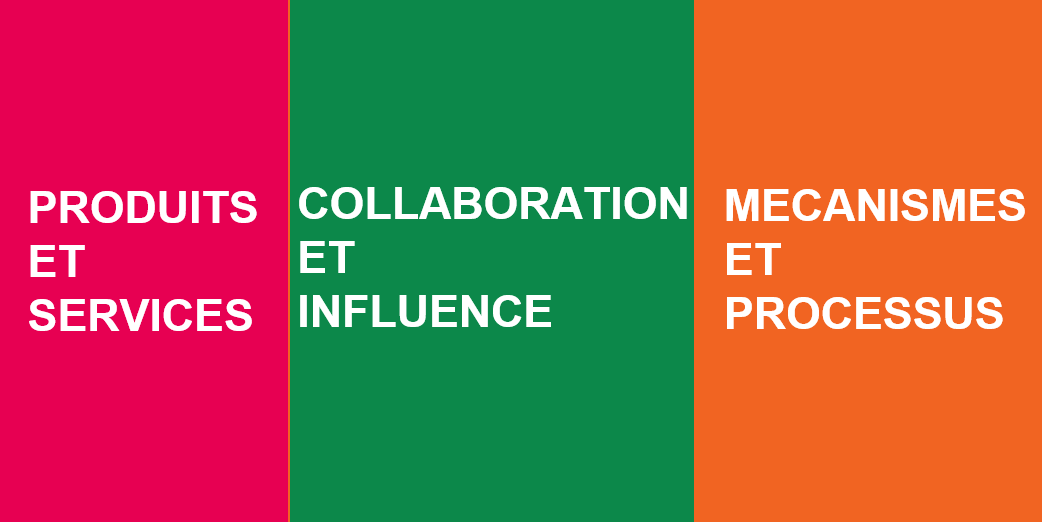 PRODUITS
ET
SERVICES
COLLABORATION
ET
INFLUENCE
MECANISMES
ET
PROCESSUS